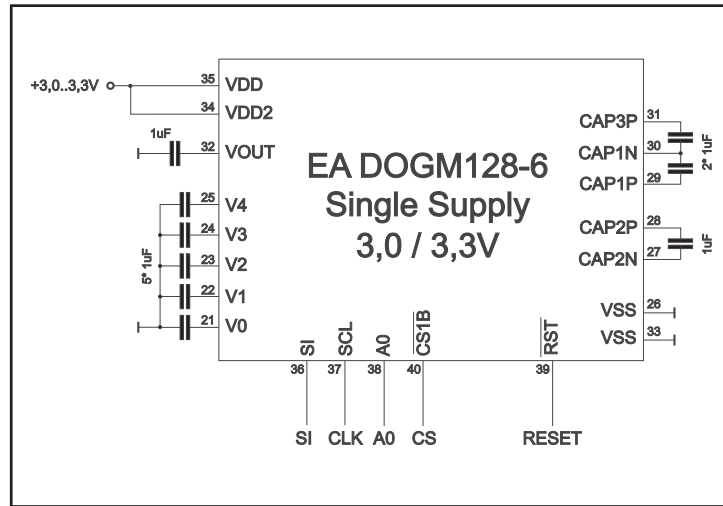 +3,0..3,3V
35 VDD
34 VDD2
1uF
32 VOUT
25 V4
24 V3
23 V2
22 V1
21 V0
5* 1uF
EA DOGM128-6
Single Supply
3,0 / 3,3V
CAP3P 31
CAP1N 30
CAP1P 29
2* 1uF
CAP2P 28
CAP2N 27
1uF
VSS 26
VSS 33
SI SCL A0 CS1B RST
36 37 38 40 39
SI CLK A0 CS RESET